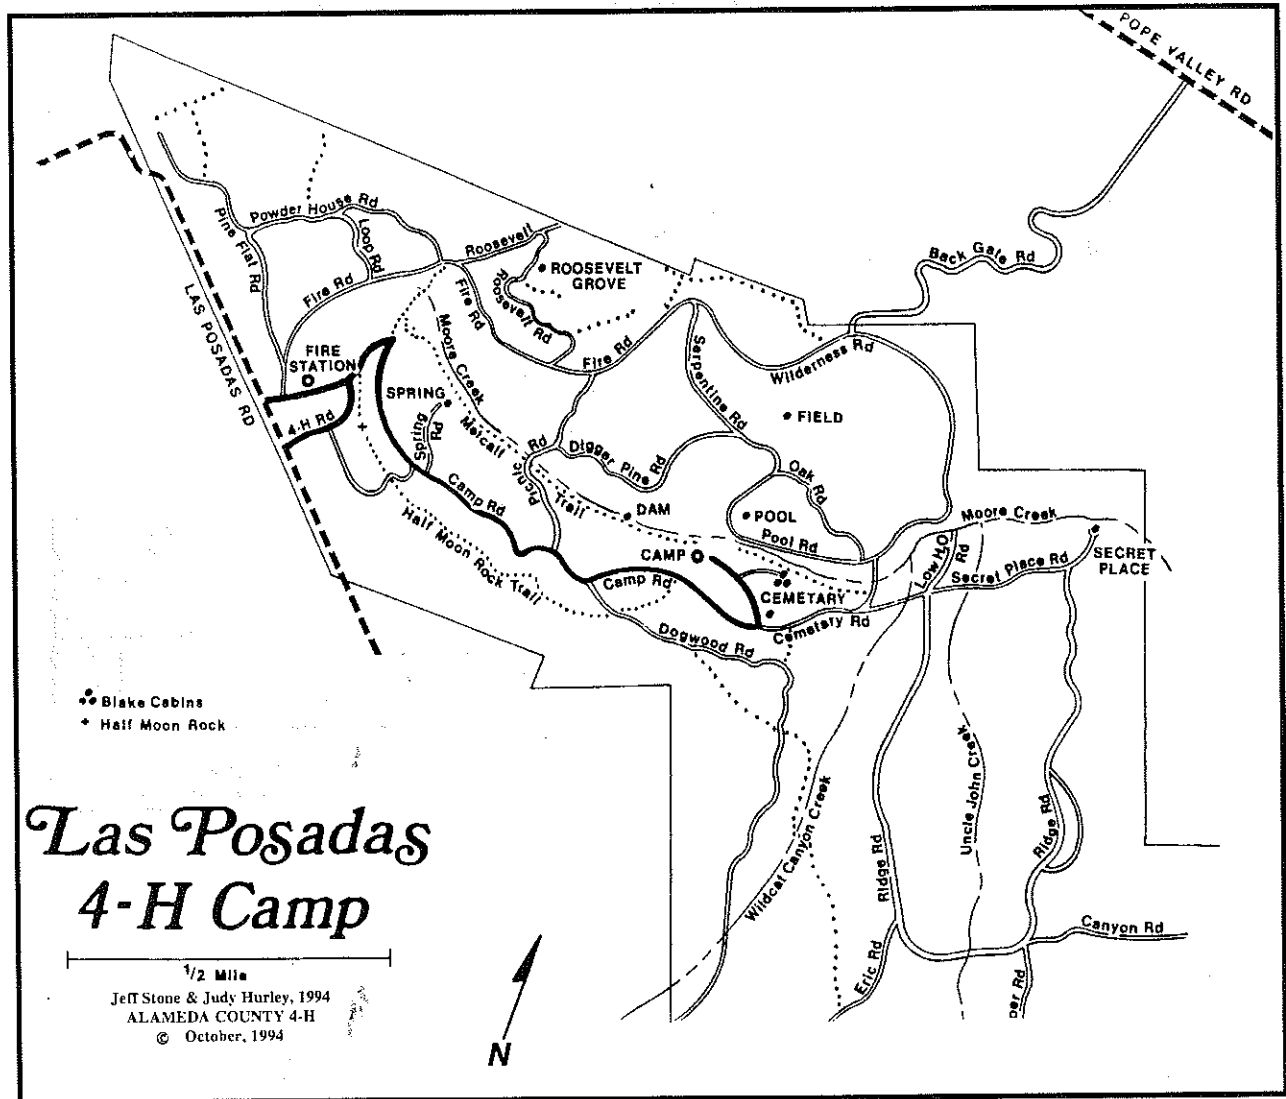 POPE VALLEY RD
Back Gate Rd
Powder House Rd
Pine Flat Rd
Loop Rd
Roosevelt
ROOSEVELT
GROVE
Roosevelt Rd
Fire Rd
Fire Rd
Fire Rd
LAS POSADAS RD
FIRE
STATION
4-H Rd
SPRING
Spring
Rd
Moore Creek
Metcalf
Trail
Serpentine Rd
Wilderness Rd
FIELD
Picnic Rd
Digger Pine Rd
Oak Rd
Camp Rd
DAM
POOL
Pool Rd
Half Moon Rock Trail
CAMP
Camp Rd
CEMETARY
Cemetary Rd
Low H2O
Rd
Moore Creek
Secret Place Rd
SECRET
PLACE
Dogwood Rd
Wildcat Canyon Creek
Uncle John Creek
Ridge Rd
Ridge Rd
Eric Rd
Canyon Rd
per Rd
Blake Cabins
+ Half Moon Rock
Las Posadas
4-H Camp
1/2 Mile
Jeff Stone & Judy Hurley, 1994
ALAMEDA COUNTY 4-H
© October, 1994
N